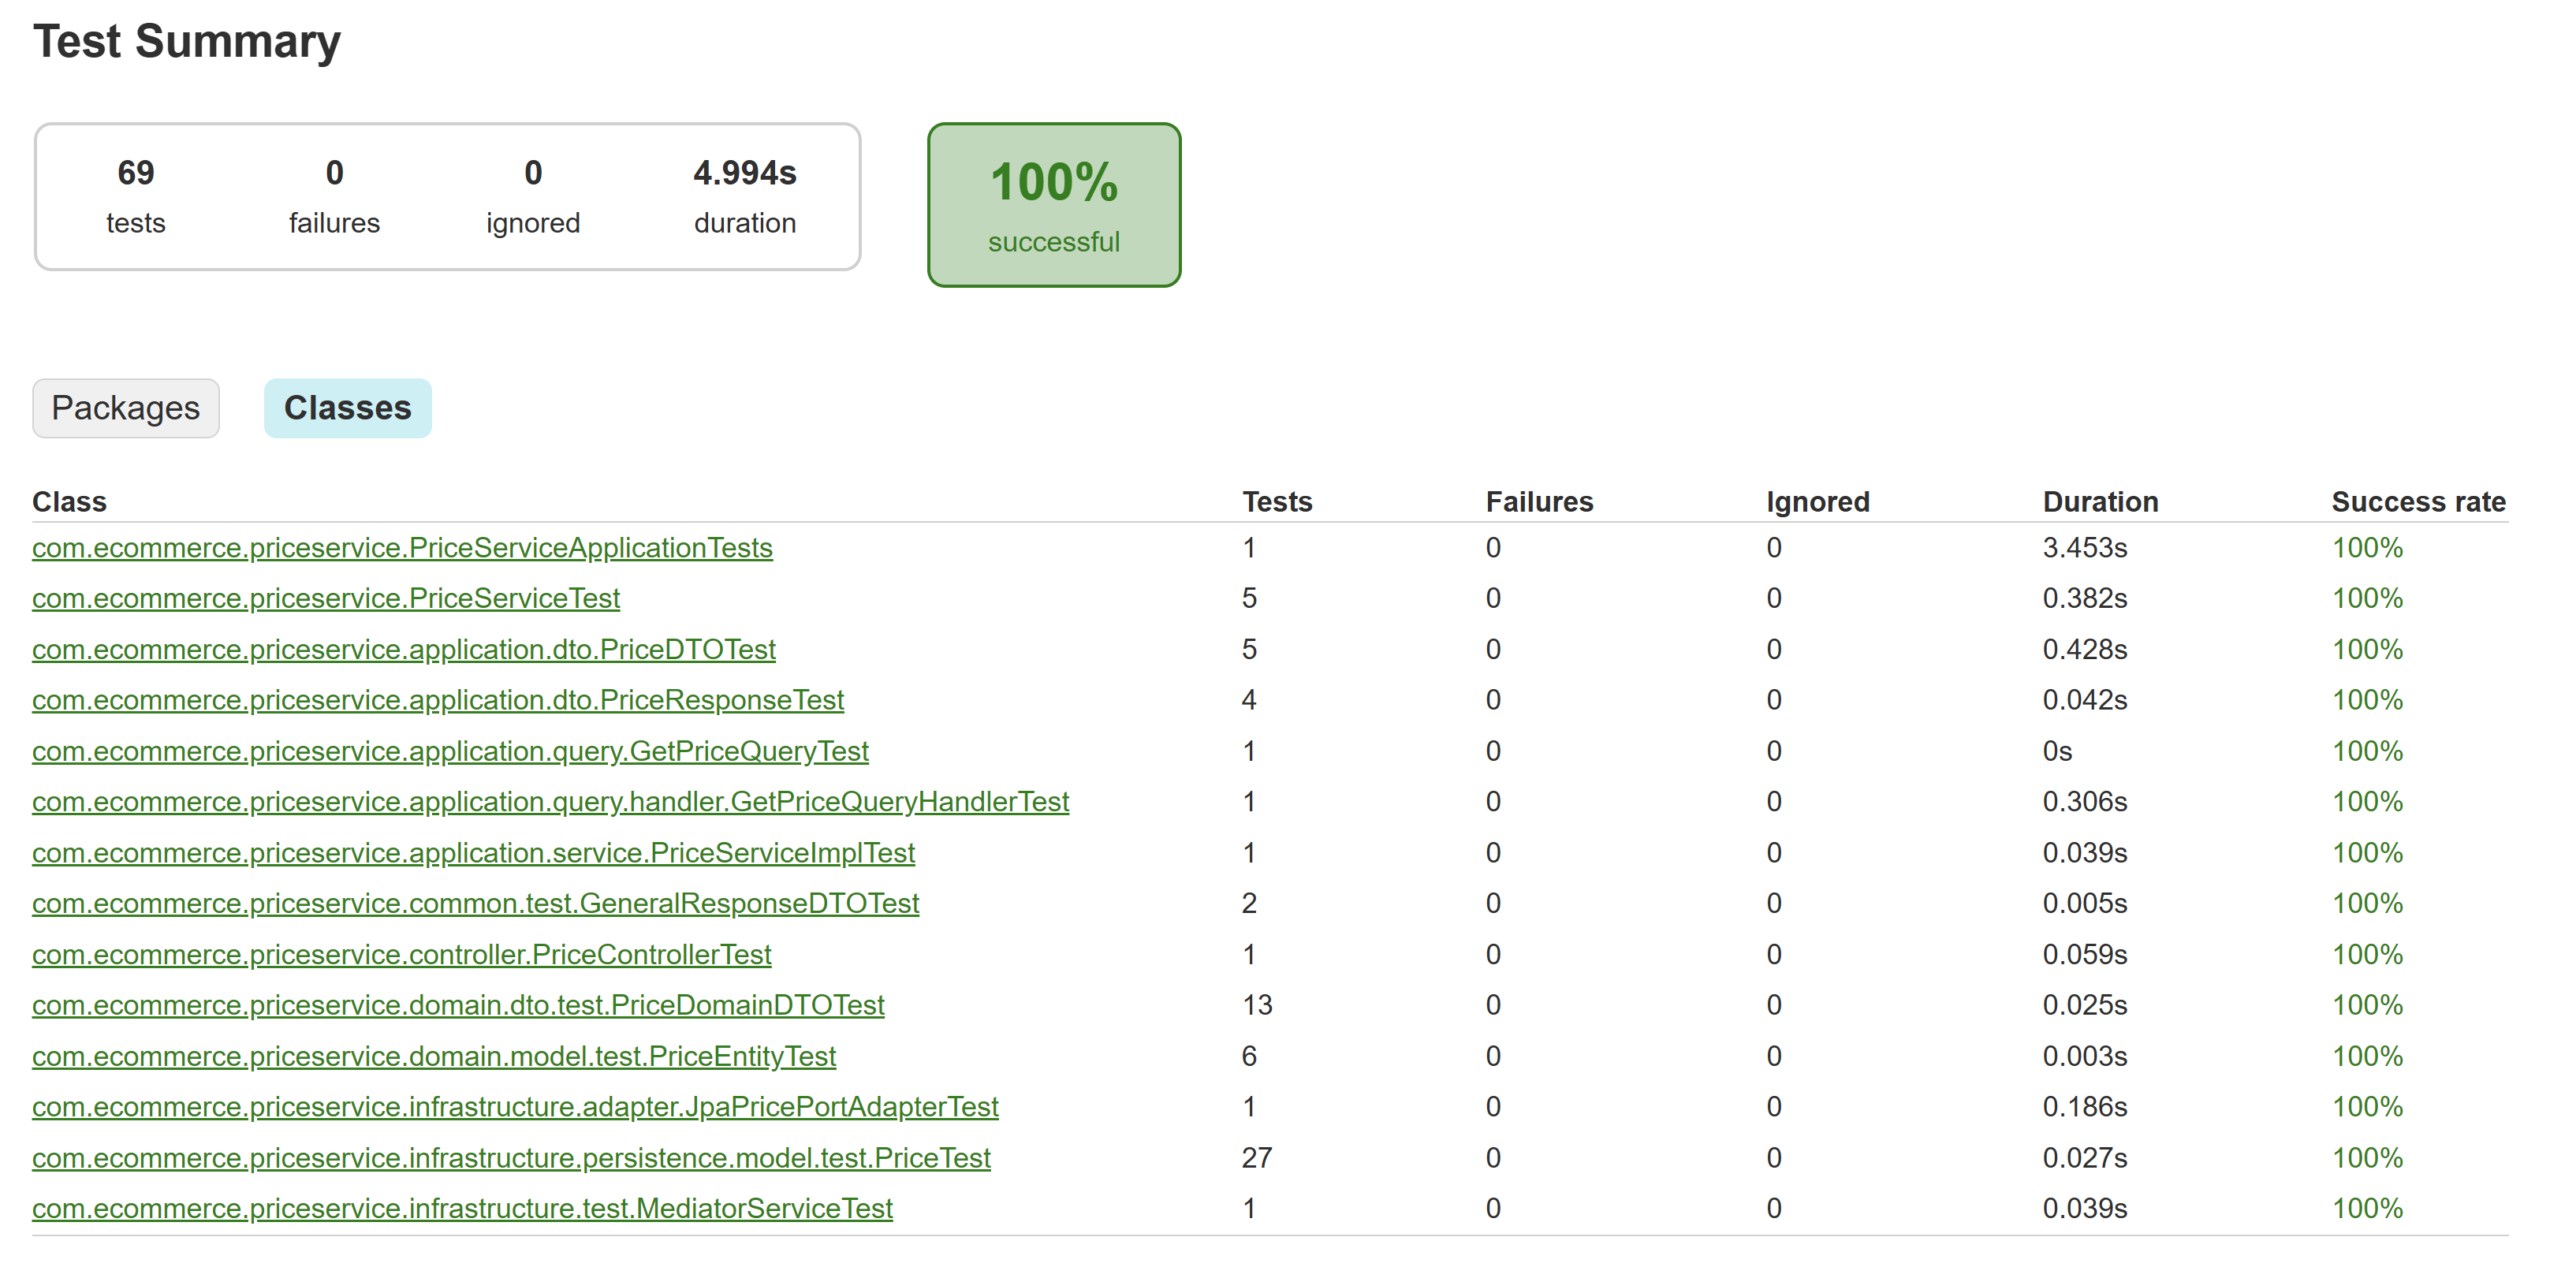 Test Summary
69 0 0 4.994s
tests failures ignored duration
100%
successful
Packages Classes
Class Tests Failures Ignored Duration Success rate
com.ecommerce.priceservice.PriceServiceApplicationTests 1 0 0 3.453s 100%
com.ecommerce.priceservice.PriceServiceTest 5 0 0 0.382s 100%
com.ecommerce.priceservice.application.dto.PriceDTOTest 5 0 0 0.428s 100%
com.ecommerce.priceservice.application.dto.PriceResponseTest 4 0 0 0.042s 100%
com.ecommerce.priceservice.application.query.GetPriceQueryTest 1 0 0 0s 100%
com.ecommerce.priceservice.application.query.handler.GetPriceQueryHandlerTest 1 0 0 0.306s 100%
com.ecommerce.priceservice.application.service.PriceServiceImplTest 1 0 0 0.039s 100%
com.ecommerce.priceservice.common.test.GeneralResponseDTOTest 2 0 0 0.005s 100%
com.ecommerce.priceservice.controller.PriceControllerTest 1 0 0 0.059s 100%
com.ecommerce.priceservice.domain.dto.test.PriceDomainDTOTest 13 0 0 0.025s 100%
com.ecommerce.priceservice.domain.model.test.PriceEntityTest 6 0 0 0.003s 100%
com.ecommerce.priceservice.infrastructure.adapter.JpaPricePortAdapterTest 1 0 0 0.186s 100%
com.ecommerce.priceservice.infrastructure.persistence.model.test.PriceTest 27 0 0 0.027s 100%
com.ecommerce.priceservice.infrastructure.test.MediatorServiceTest 1 0 0 0.039s 100%